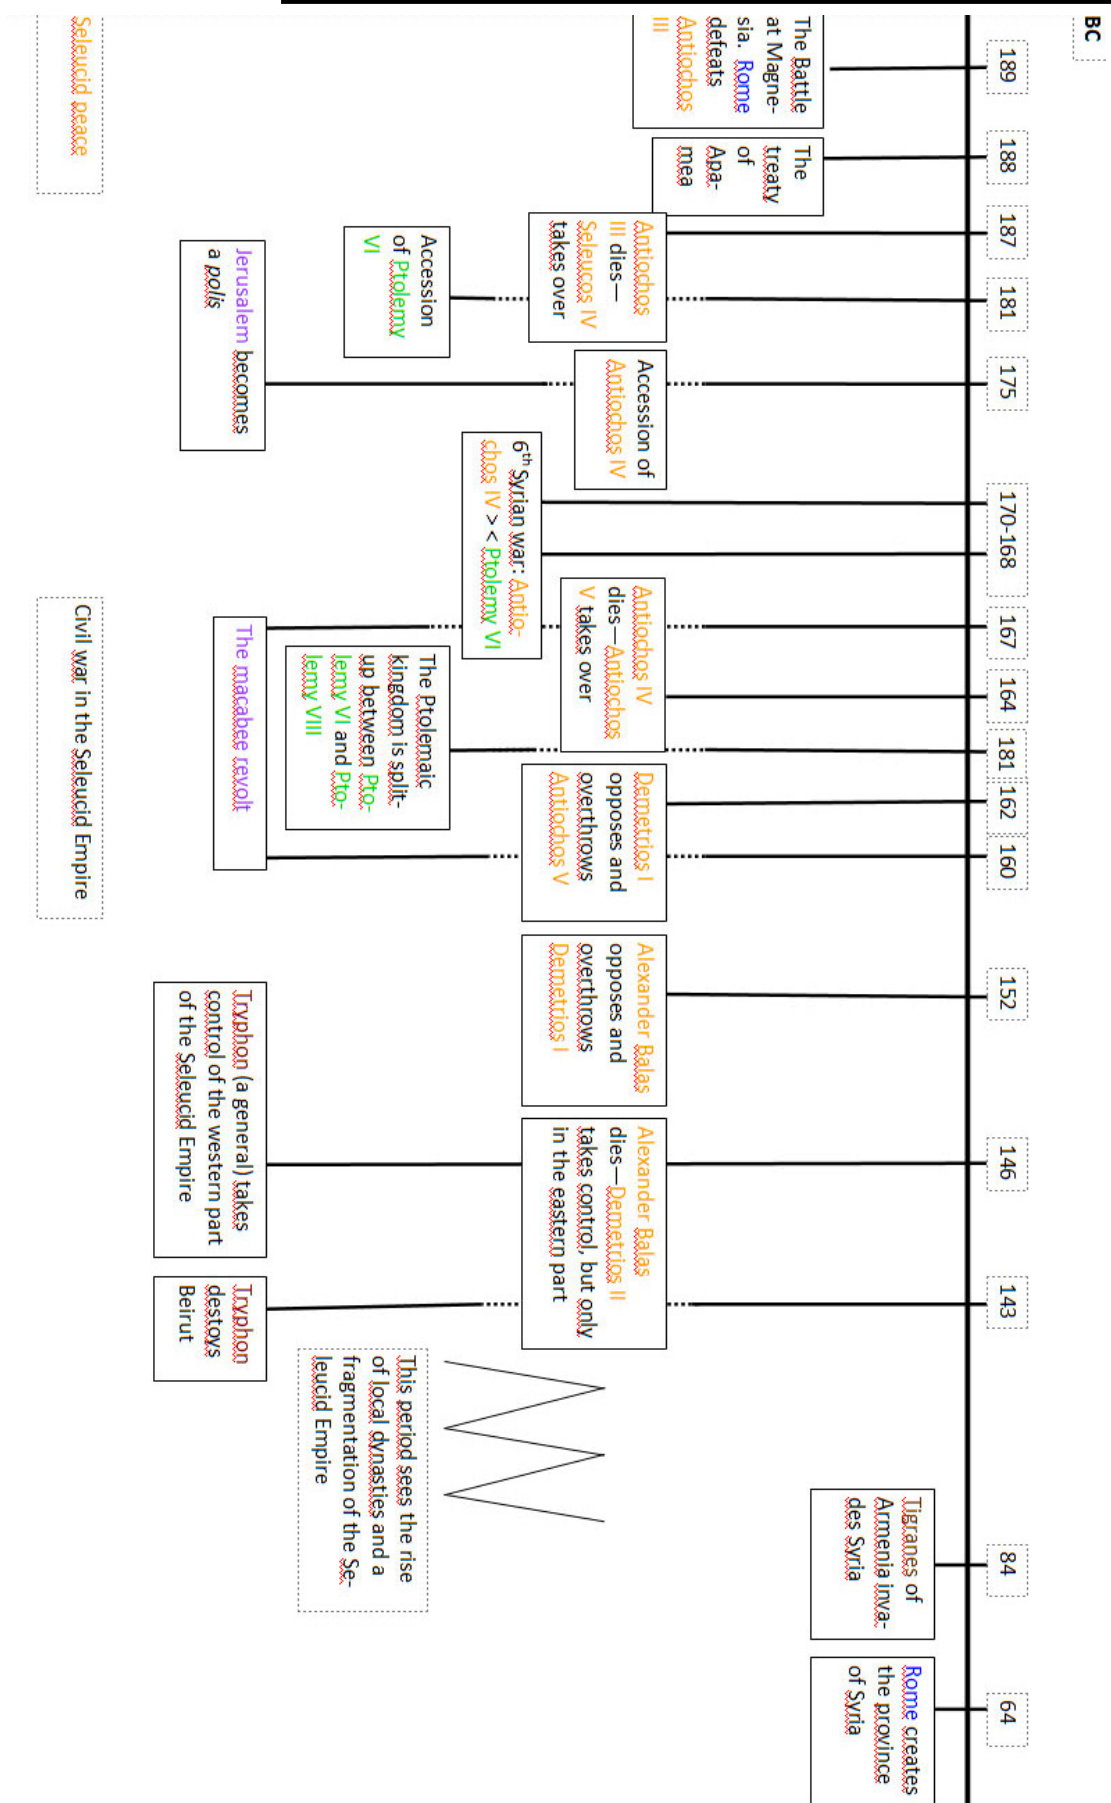 BC
189
188
187
181
175
170-168
167
164
181
162
160
152
146
143
84
64
The Battle
at Magne-
sia. Rome
defeats
Antiochos
III
The
treaty
of
Apa-
mea
Antiochos
III dies—
Seleucos IV
takes over
Accession
of Ptolemy
VI
Accession of
Antiochos IV
Jerusalem becomes
a polis
6th Syrian war: Antio-
chos IV > < Ptolemy VI
Antiochos IV
dies—Antiochos
V takes over
The Ptolemaic
kingdom is split-
up between Pto-
lemy VI and Pto-
lemy VIII
The macabee revolt
Demetrios I
opposes and
overthrows
Antiochos V
Alexander Balas
opposes and
overthrows
Demetrios I
Alexander Balas
dies—Demetrios II
takes control, but only
in the eastern part
Tryphon (a general) takes
control of the western part
of the Seleucid Empire
Tryphon
destoys
Beirut
This period sees the rise
of local dynasties and a
fragmentation of the Se-
leucid Empire
Tigranes of
Armenia inva-
des Syria
Rome creates
the province
of Syria
Seleucid peace
Civil war in the Seleucid Empire